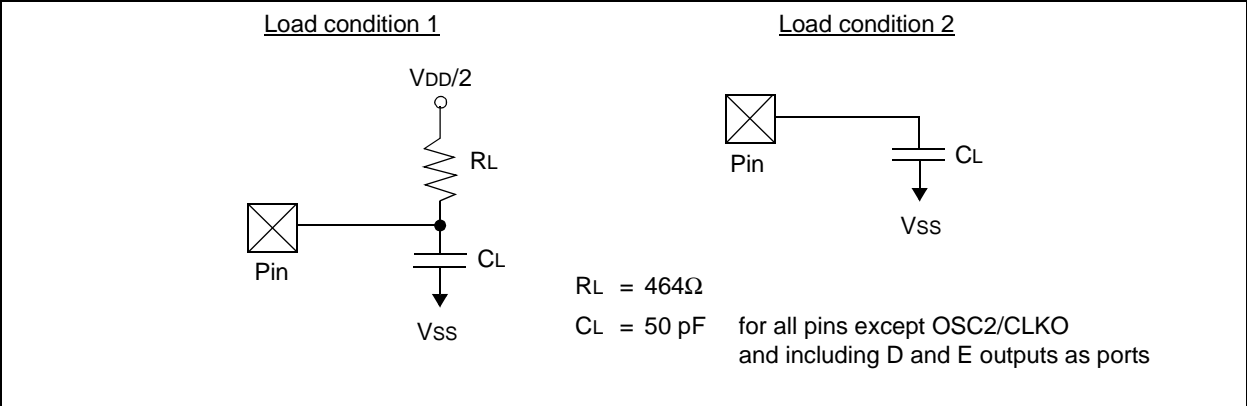 Load condition 1
VDD/2
RL
Pin
CL
VSS
Load condition 2
Pin
CL
VSS
RL = 464Ω
CL = 50 pF for all pins except OSC2/CLKO
and including D and E outputs as ports